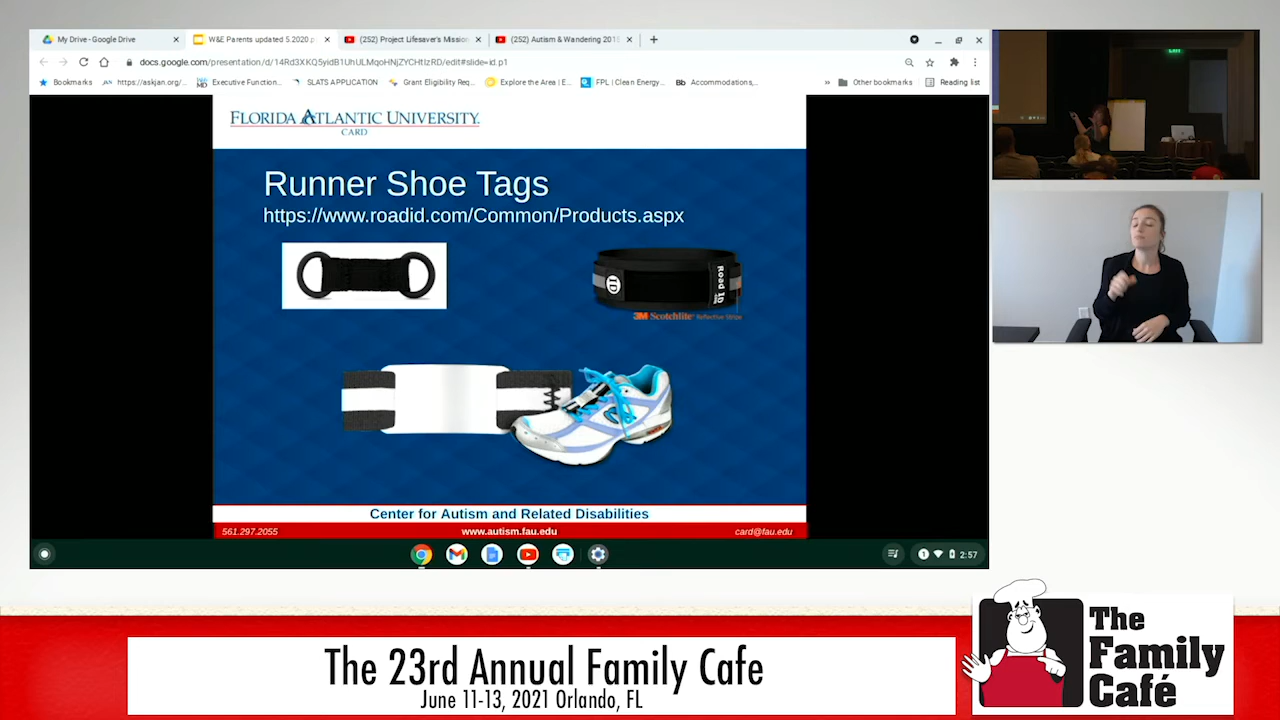 My Drive - Google Drive
W&E Parents updated 5.2020 p
(252) Project Lifesaver's Mission
(252) Autism & Wandering 201
docs.google.com/presentation/d/14Rd3XKQ5yidB1UhULMqoHNjZYCHtIzRD/edit#slide=id.p1
Bookmarks
https://askjan.org/...
Executive Function...
SLATS APPLICATION
Grant Eligibility Req...
Explore the Area | E...
FPL | Clean Energy...
Bb Accommodations,...
Other bookmarks
Reading list
FLORIDA ATLANTIC UNIVERSITY.
CARD
Runner Shoe Tags
https://www.roadid.com/Common/Products.aspx
ID
Road ID
3M Scotchlite Reflective Stripe
Center for Autism and Related Disabilities
561.297.2055
www.autism.fau.edu
card@fau.edu
2:57
The 23rd Annual Family Cafe
June 11-13, 2021 Orlando, FL
The
Family
Café